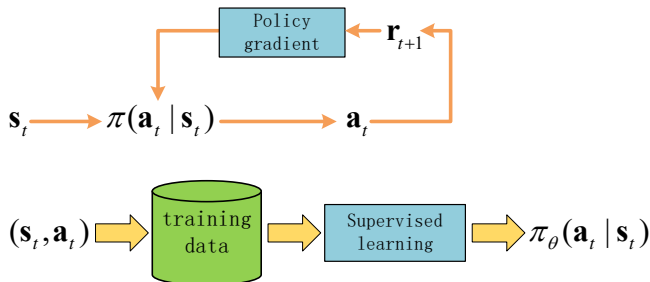 Policy
gradient
r_{t+1}
s_t π(a_t | s_t) a_t
(s_t, a_t)
training
data
Supervised
learning
π_θ(a_t | s_t)